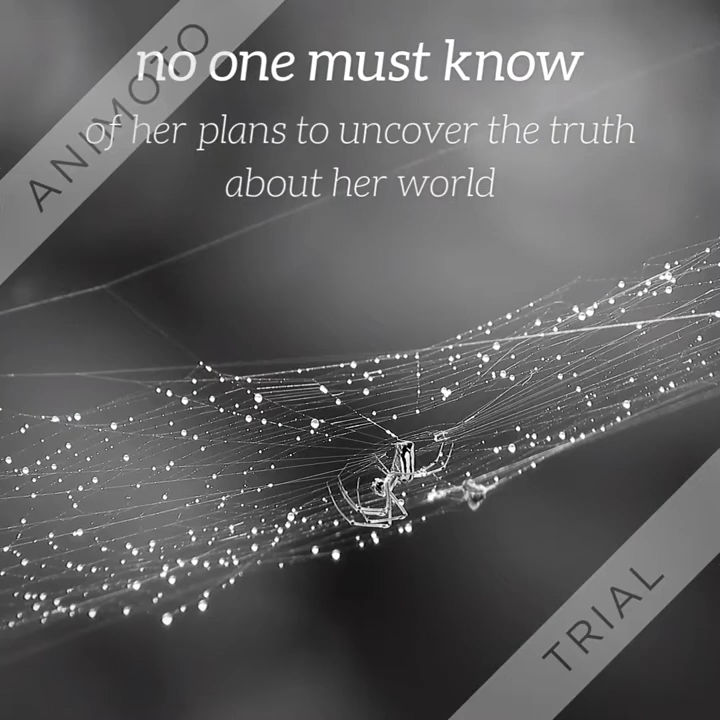 no one must know
of her plans to uncover the truth
about her world
ANIMOTO
TRIAL